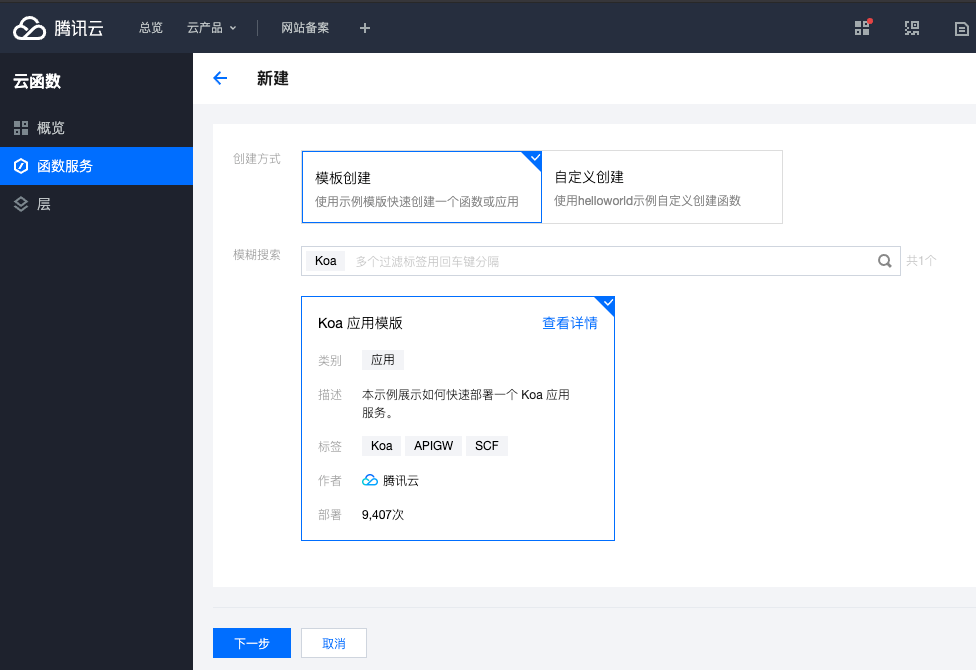 腾讯云 总览 云产品 网站备案
云函数
新建
概览
函数服务
层
创建方式
模板创建
使用示例模版快速创建一个函数或应用
自定义创建
使用helloworld示例自定义创建函数
模糊搜索
Koa 多个过滤标签用回车键分隔
共1个
Koa 应用模版 查看详情
类别 应用
描述 本示例展示如何快速部署一个 Koa 应用
服务。
标签 Koa APIGW SCF
作者 腾讯云
部署 9,407次
下一步 取消